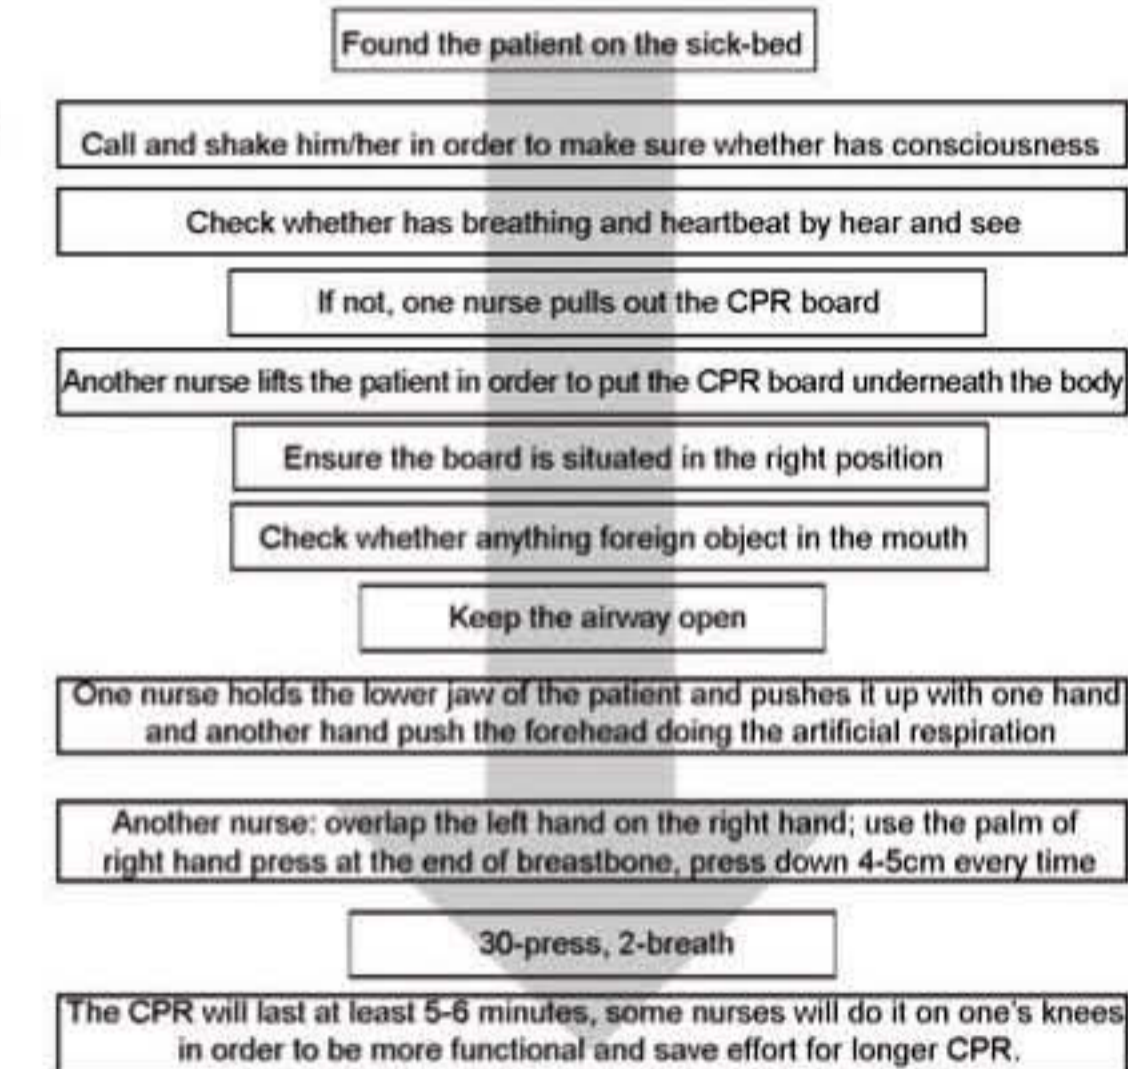 Found the patient on the sick-bed
Call and shake him/her in order to make sure whether has consciousness
Check whether has breathing and heartbeat by hear and see
If not, one nurse pulls out the CPR board
Another nurse lifts the patient in order to put the CPR board underneath the body
Ensure the board is situated in the right position
Check whether anything foreign object in the mouth
Keep the airway open
One nurse holds the lower jaw of the patient and pushes it up with one hand
and another hand push the forehead doing the artificial respiration
Another nurse: overlap the left hand on the right hand; use the palm of
right hand press at the end of breastbone, press down 4-5cm every time
30-press, 2-breath
The CPR will last at least 5-6 minutes, some nurses will do it on one's knees
in order to be more functional and save effort for longer CPR.